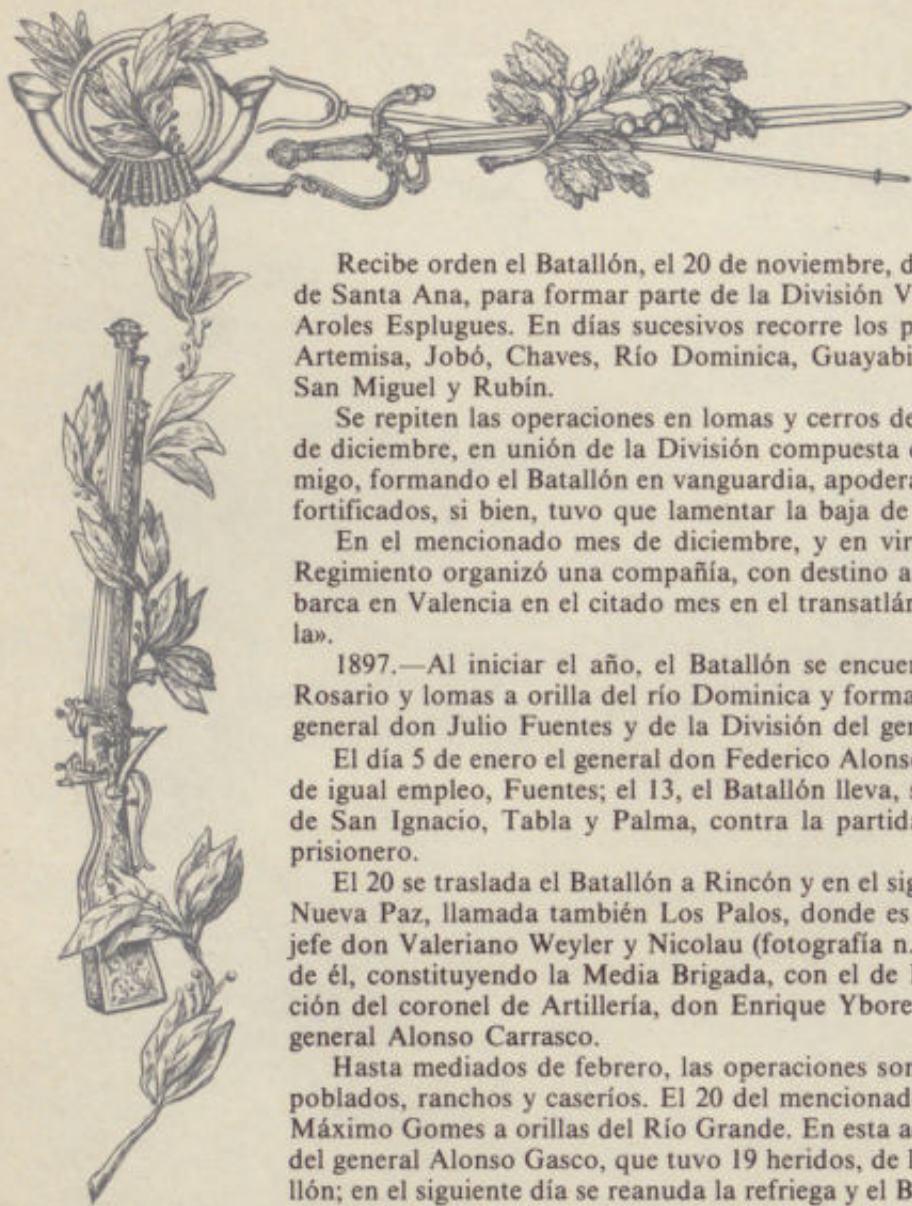 Recibe orden el Batallón, el 20 de noviembre, d
de Santa Ana, para formar parte de la División V
Aroles Esplugues. En días sucesivos recorre los p
Artemisa, Jobó, Chaves, Río Dominica, Guayabi
San Miguel y Rubín.
Se repiten las operaciones en lomas y cerros de
de diciembre, en unión de la División compuesta
migo, formando el Batallón en vanguardia, apodera
fortificados, si bien, tuvo que lamentar la baja de
En el mencionado mes de diciembre, y en vir
Regimiento organizó una compañía, con destino a
barca en Valencia en el citado mes en el transatlán
la».
1897.—Al iniciar el año, el Batallón se encuen
Rosario y lomas a orilla del río Dominica y forma
general don Julio Fuentes y de la División del gen
El día 5 de enero el general don Federico Alons
de igual empleo, Fuentes; el 13, el Batallón lleva, s
de San Ignacio, Tabla y Palma, contra la partida
prisionero.
El 20 se traslada el Batallón a Rincón y en el sig
Nueva Paz, llamada también Los Palos, donde es
jefe don Valeriano Weyler y Nicolau (fotografía n.
de él, constituyendo la Media Brigada, con el de
ción del coronel de Artillería, don Enrique Ybore
general Alonso Carrasco.
Hasta mediados de febrero, las operaciones son
poblados, ranchos y caseríos. El 20 del mencionad
Máximo Gomes a orillas del Río Grande. En esta a
del general Alonso Gasco, que tuvo 19 heridos, de l
llón; en el siguiente día se reanuda la refriega y el B